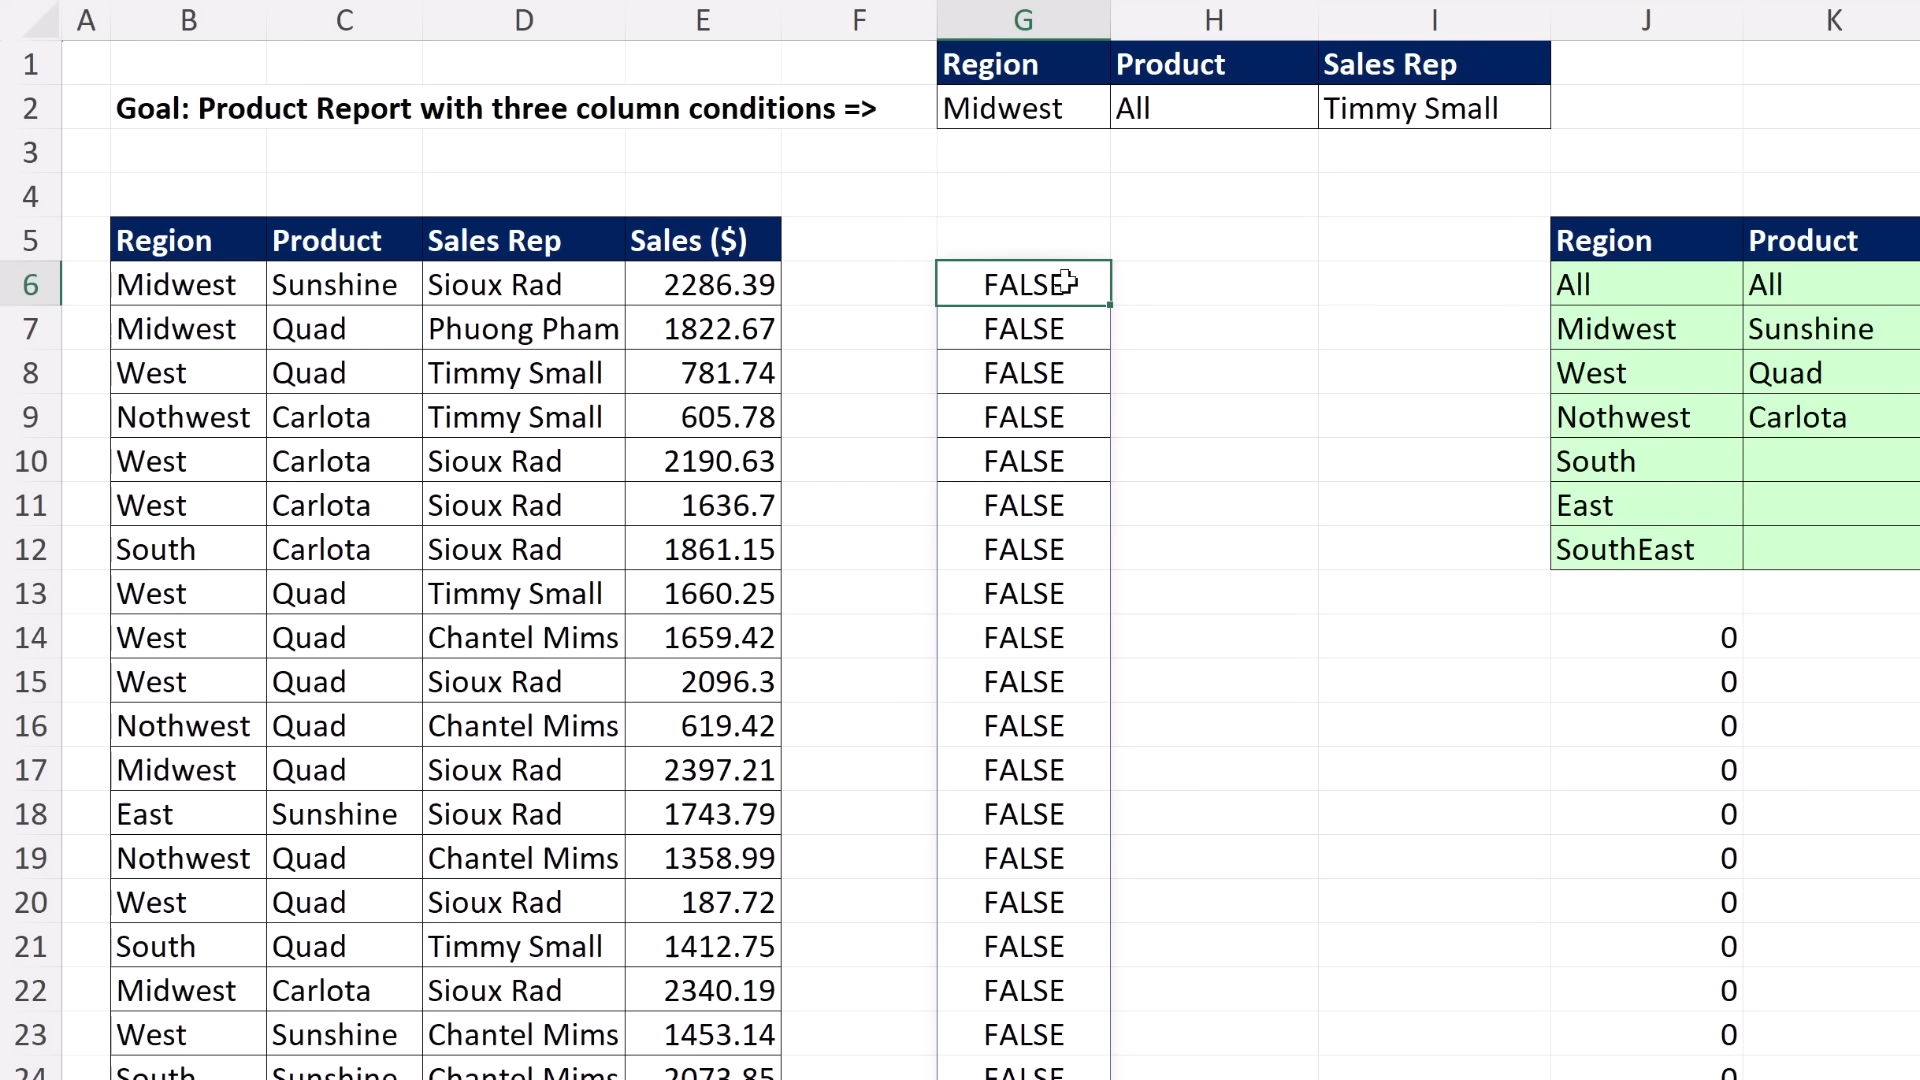 A B C D E F G H I J K
1 Region Product Sales Rep
2 Goal: Product Report with three column conditions => Midwest All Timmy Small
3
4
5 Region Product Sales Rep Sales ($) Region Product
6 Midwest Sunshine Sioux Rad 2286.39 FALSE All All
7 Midwest Quad Phuong Pham 1822.67 FALSE Midwest Sunshine
8 West Quad Timmy Small 781.74 FALSE West Quad
9 Nothwest Carlota Timmy Small 605.78 FALSE Nothwest Carlota
10 West Carlota Sioux Rad 2190.63 FALSE South
11 West Carlota Sioux Rad 1636.7 FALSE East
12 South Carlota Sioux Rad 1861.15 FALSE SouthEast
13 West Quad Timmy Small 1660.25 FALSE
14 West Quad Chantel Mims 1659.42 FALSE 0
15 West Quad Sioux Rad 2096.3 FALSE 0
16 Nothwest Quad Chantel Mims 619.42 FALSE 0
17 Midwest Quad Sioux Rad 2397.21 FALSE 0
18 East Sunshine Sioux Rad 1743.79 FALSE 0
19 Nothwest Quad Chantel Mims 1358.99 FALSE 0
20 West Quad Sioux Rad 187.72 FALSE 0
21 South Quad Timmy Small 1412.75 FALSE 0
22 Midwest Carlota Sioux Rad 2340.19 FALSE 0
23 West Sunshine Chantel Mims 1453.14 FALSE 0
24 South Sunshine Chantel Mims 2073.85 FALSE 0